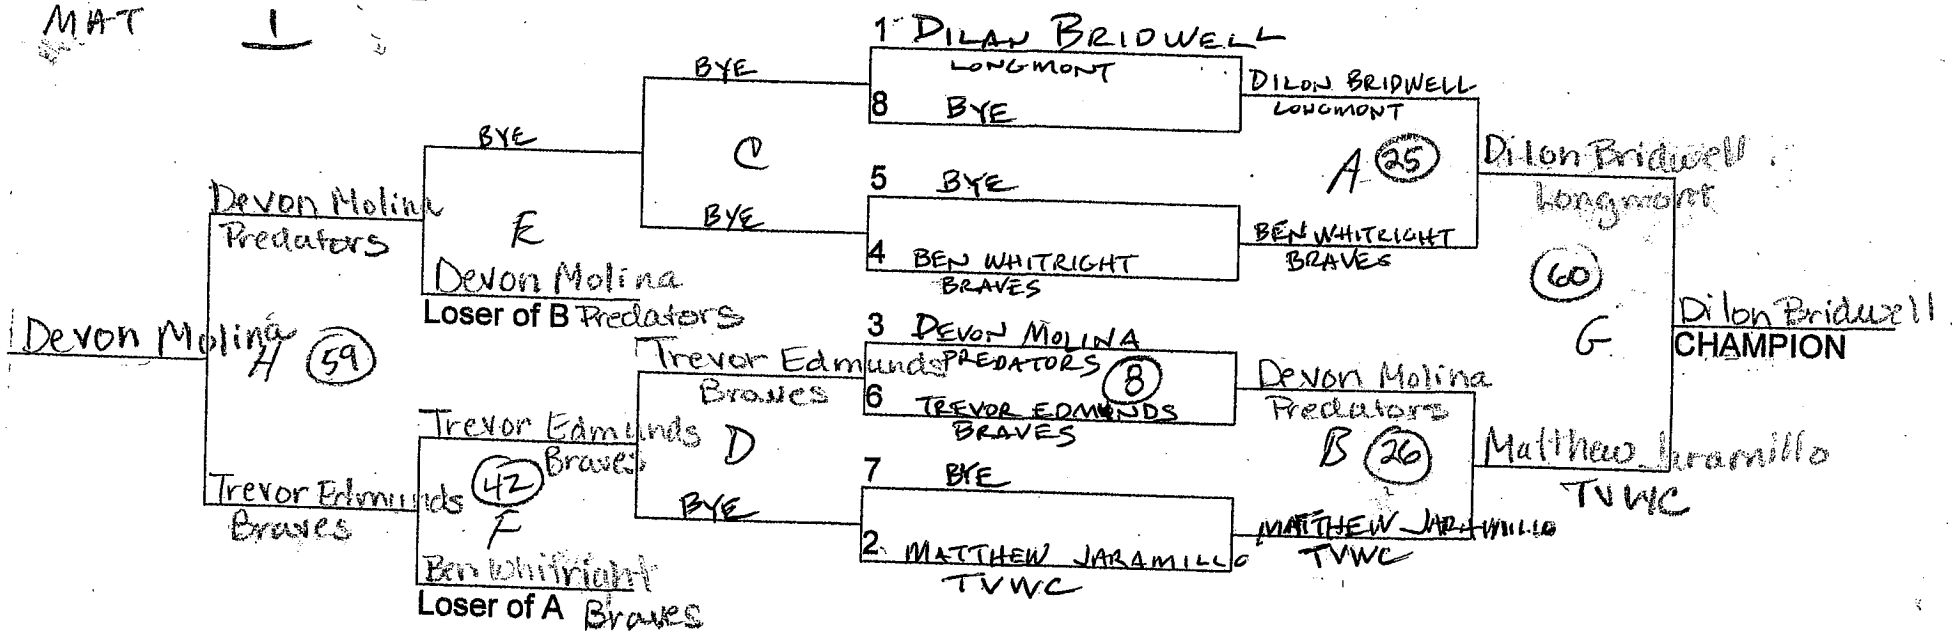 MAT 1
1 DILAN BRIDWELL
LONGMONT
8 BYE
5 BYE
4 BEN WHITRIGHT
BRAVES
3 DEVON MOLINA
PREDATORS
8
6 TREVOR EDMUNDS
BRAVES
7 BYE
2 MATTHEW JARAMILLO
TVWC
DILON BRIDWELL
LONGMONT
A 25
BEN WHITRIGHT
BRAVES
Devon Molina
Predators
B 26
MATTHEW JARAMILLO
TVWC
Dilon Bridwell
Longmont
60
G
Matthew Jaramillo
TVWC
Dilon Bridwell
CHAMPION
BYE
C
BYE
Trevor Edmunds
Braves
D
BYE
BYE
E
Devon Molina
Loser of B Predators
Trevor Edmunds
Braves
42
F
Ben Whitright
Loser of A Braves
Devon Molina
Predators
H 59
Trevor Edmunds
Braves
Devon Molina